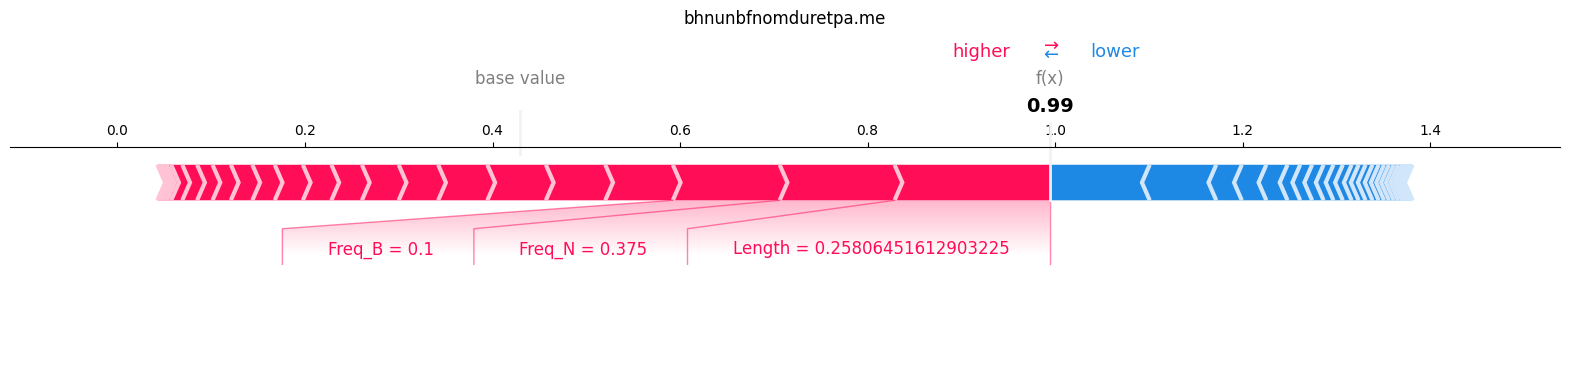 bhnunbfnomduretpa.me
higher → ← lower
base value f(x)
0.99
0.0 0.2 0.4 0.6 0.8 1.0 1.2 1.4
Freq_B = 0.1 Freq_N = 0.375 Length = 0.25806451612903225